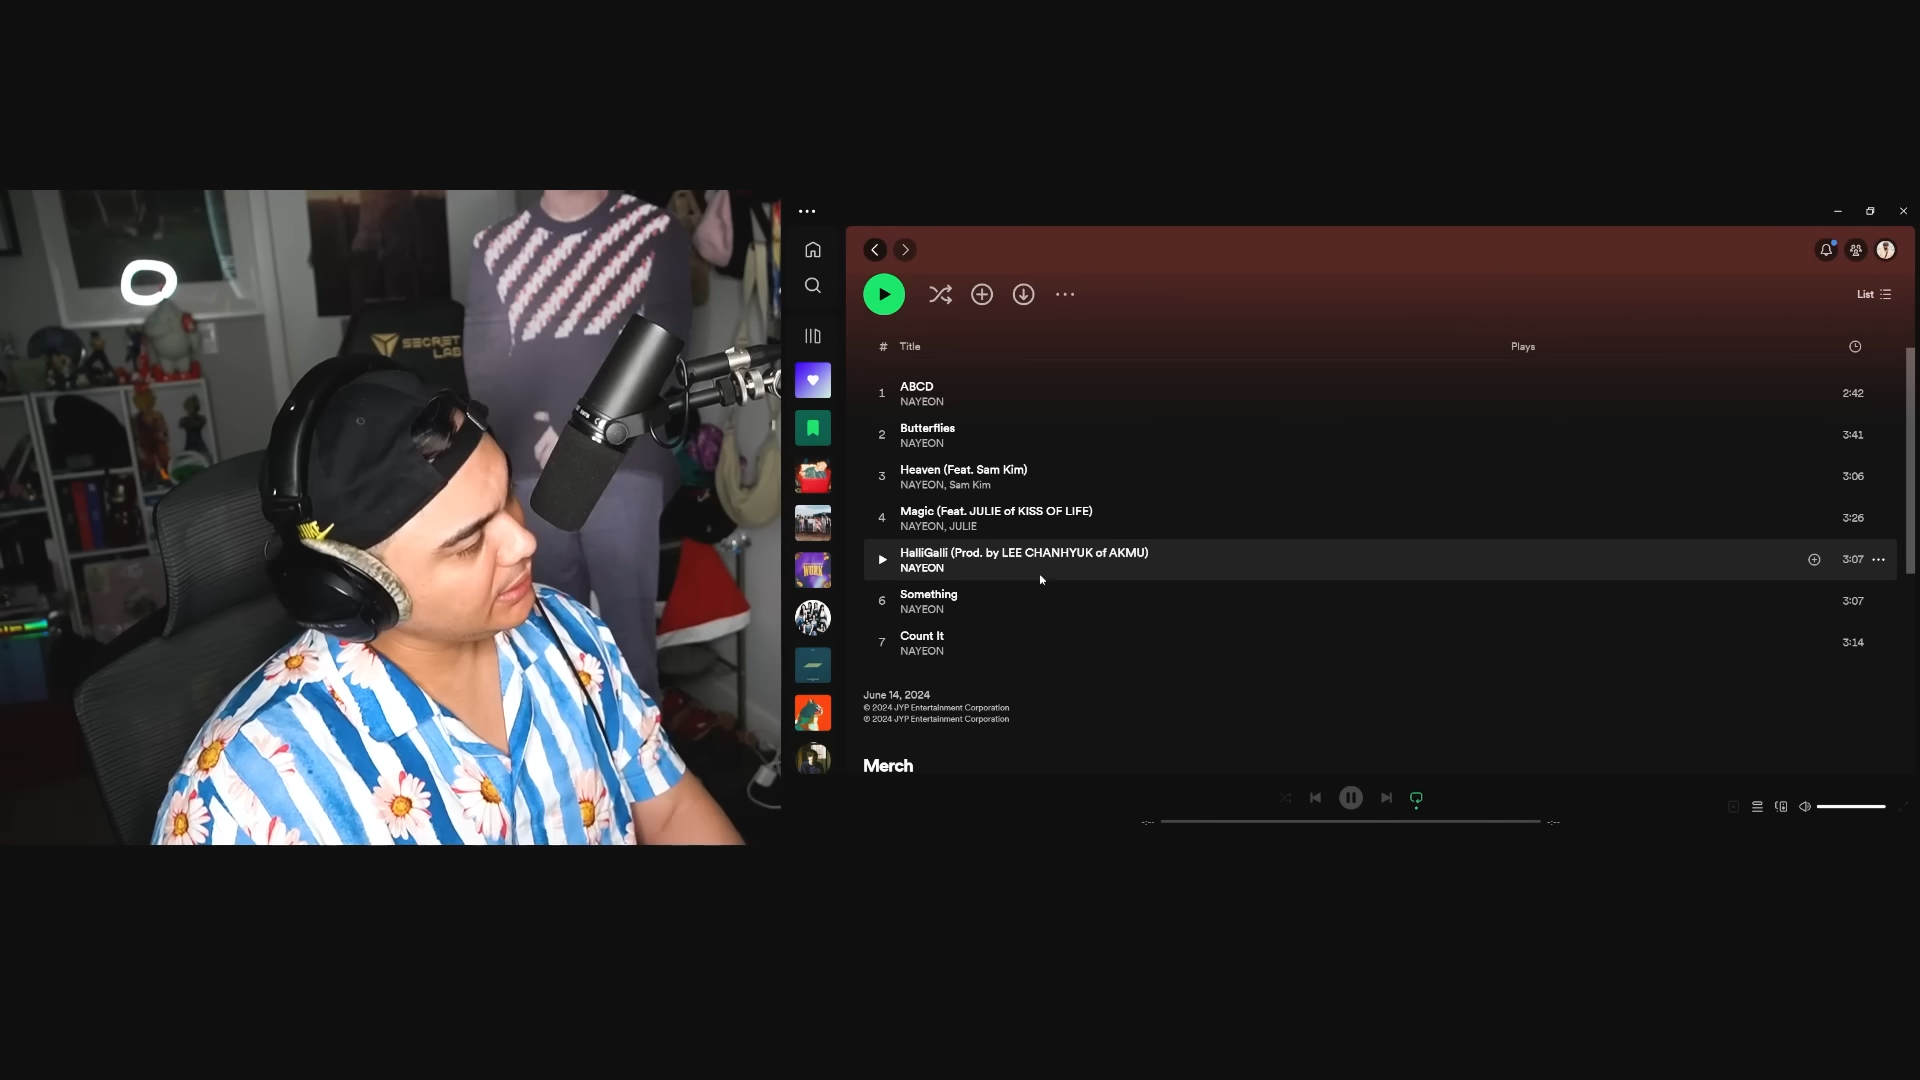 SECRET
LAB
NIKE
List
# Title Plays
1 ABCD 2:42
NAYEON
2 Butterflies 3:41
NAYEON
3 Heaven (Feat. Sam Kim) 3:06
NAYEON, Sam Kim
4 Magic (Feat. JULIE of KISS OF LIFE) 3:26
NAYEON, JULIE
HalliGalli (Prod. by LEE CHANHYUK of AKMU) 3:07
NAYEON
6 Something 3:07
NAYEON
7 Count It 3:14
NAYEON
June 14, 2024
© 2024 JYP Entertainment Corporation
℗ 2024 JYP Entertainment Corporation
Merch
WORK
-:-- -:--